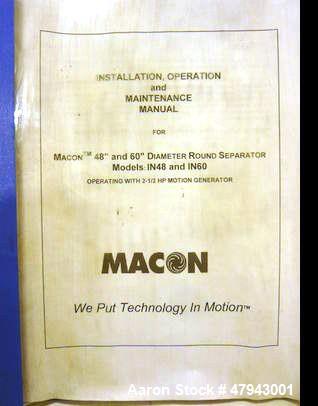 INSTALLATION, OPERATION
and
MAINTENANCE
MANUAL
FOR
MACON™ 48" and 60" DIAMETER ROUND SEPARATOR
Models: IN48 and IN60
OPERATING WITH 2-1/2 HP MOTION GENERATOR
MACON
We Put Technology In Motion™
Aaron Stock # 47943001